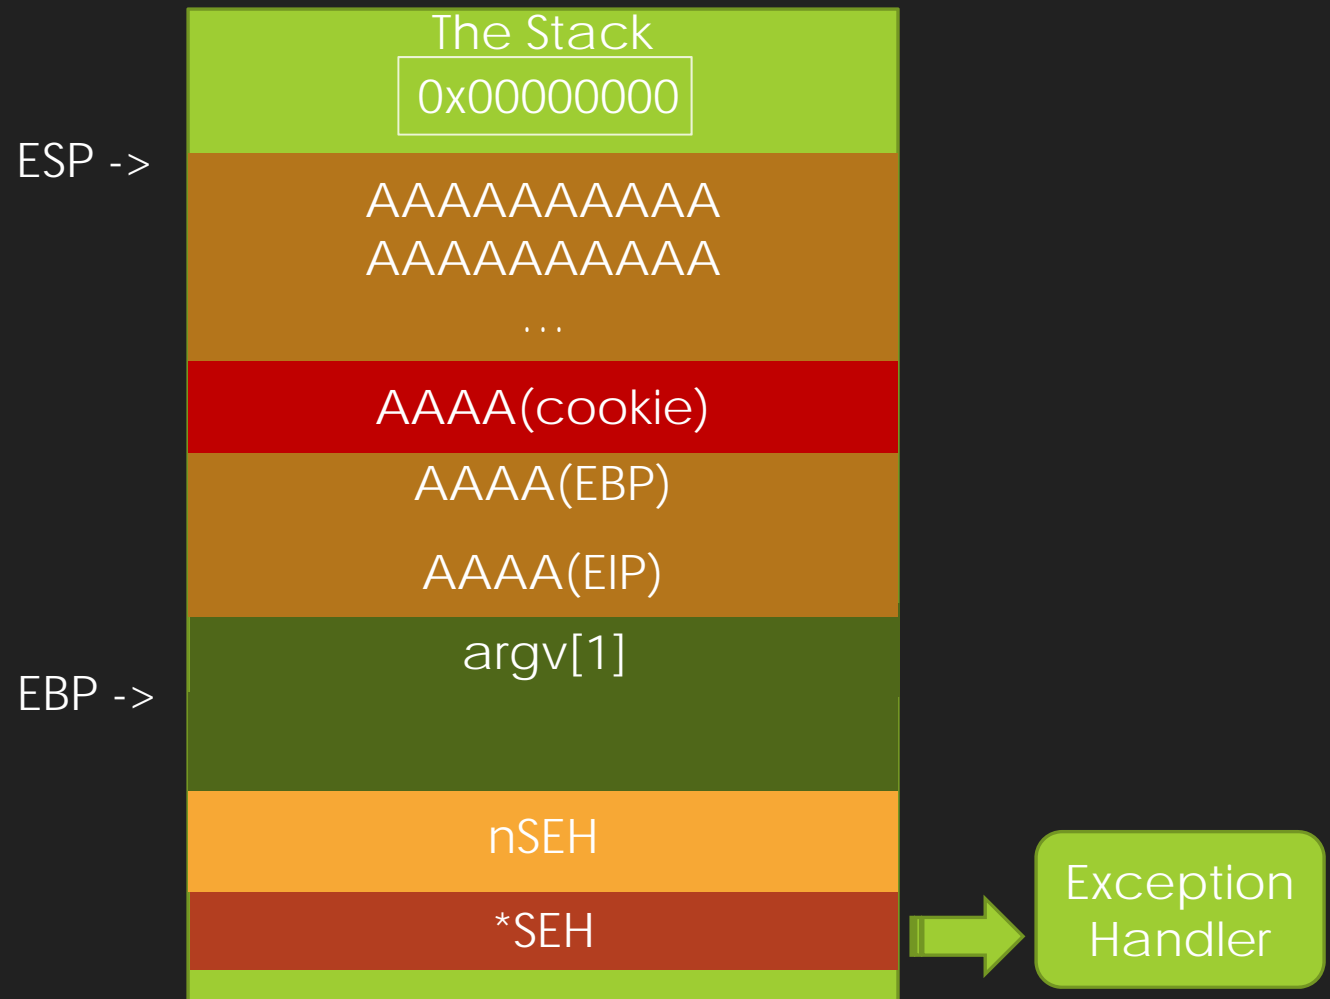 The Stack
0x00000000
ESP ->
AAAAAAAAAA
AAAAAAAAAA
...
AAAA(cookie)
AAAA(EBP)
AAAA(EIP)
argv[1]
EBP ->
nSEH
*SEH
Exception
Handler